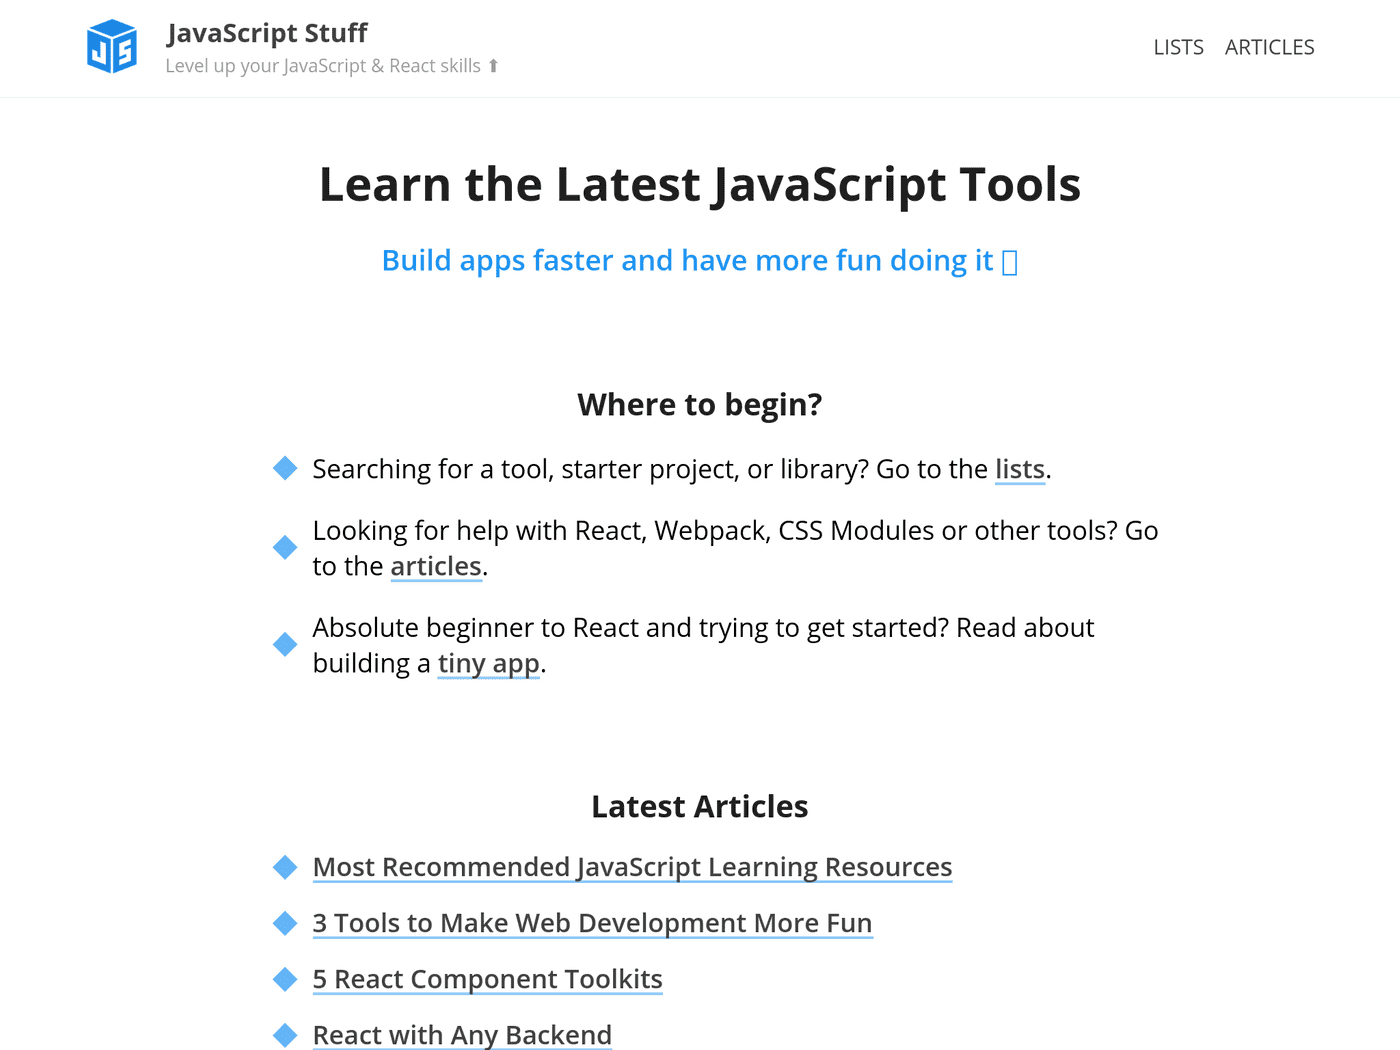 JavaScript Stuff
Level up your JavaScript & React skills ⬆
LISTS ARTICLES
Learn the Latest JavaScript Tools
Build apps faster and have more fun doing it
Where to begin?
Searching for a tool, starter project, or library? Go to the lists.
Looking for help with React, Webpack, CSS Modules or other tools? Go
to the articles.
Absolute beginner to React and trying to get started? Read about
building a tiny app.
Latest Articles
Most Recommended JavaScript Learning Resources
3 Tools to Make Web Development More Fun
5 React Component Toolkits
React with Any Backend